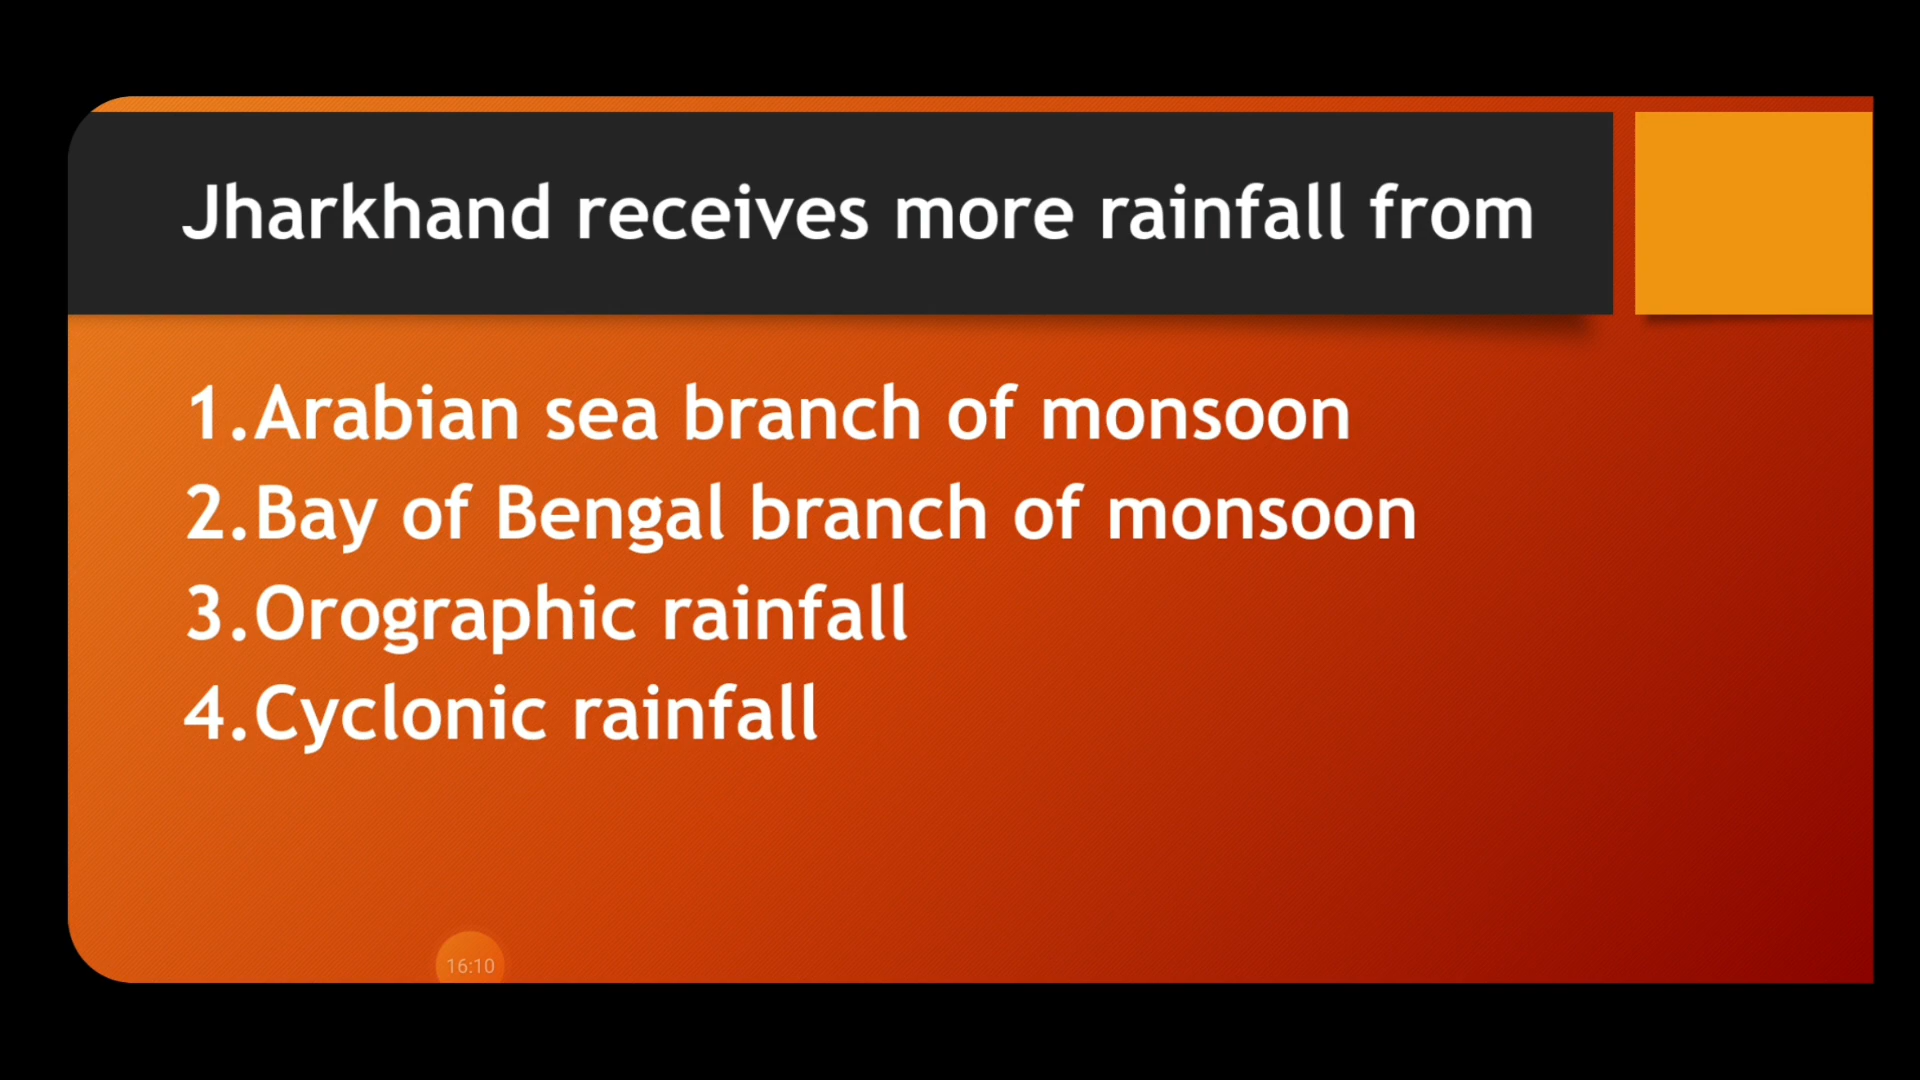 Jharkhand receives more rainfall from
1.Arabian sea branch of monsoon
2.Bay of Bengal branch of monsoon
3.Orographic rainfall
4.Cyclonic rainfall
16:10